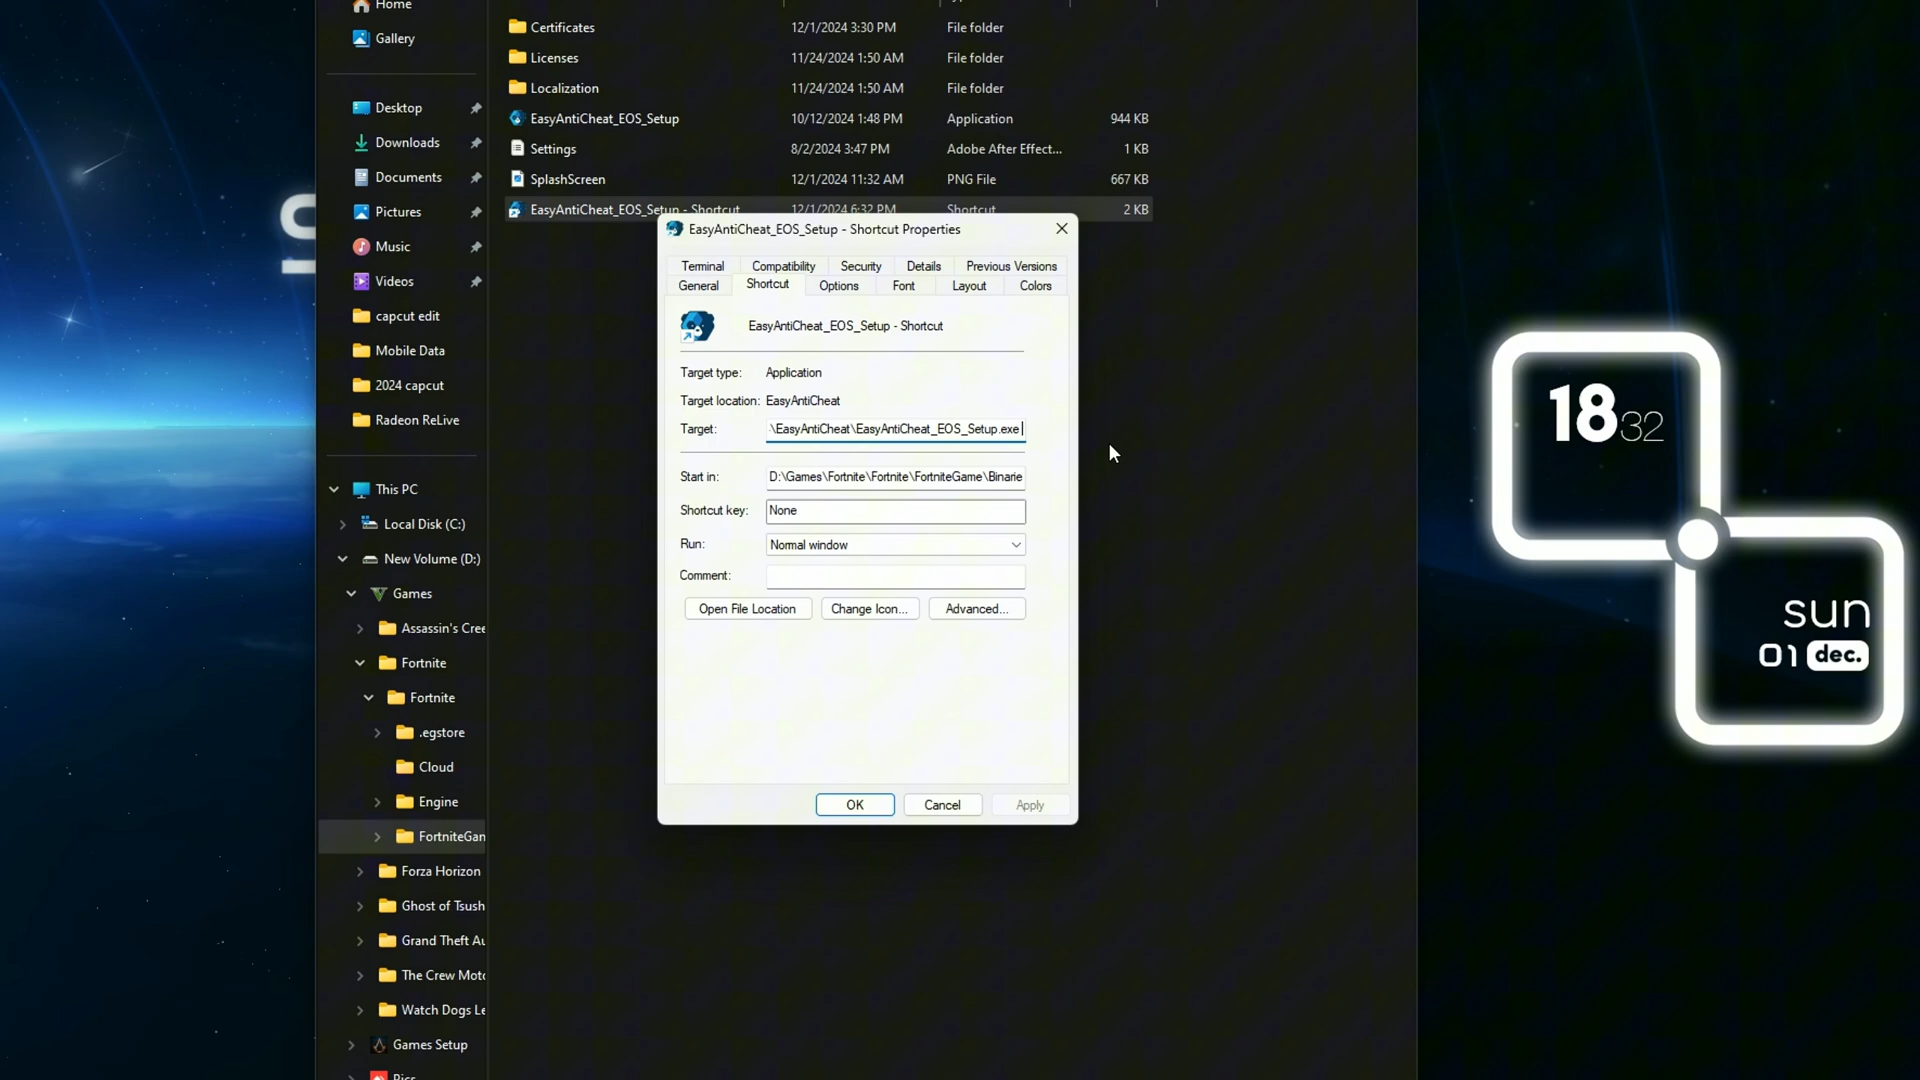 Home
Gallery
Desktop
Downloads
Documents
Pictures
Music
Videos
capcut edit
Mobile Data
2024 capcut
Radeon ReLive
This PC
Local Disk (C:)
New Volume (D:)
Games
Assassin's Cree
Fortnite
Fortnite
.egstore
Cloud
Engine
FortniteGan
Forza Horizon
Ghost of Tsush
Grand Theft Au
The Crew Moto
Watch Dogs Le
Games Setup
Certificates 12/1/2024 3:30 PM File folder
Licenses 11/24/2024 1:50 AM File folder
Localization 11/24/2024 1:50 AM File folder
EasyAntiCheat_EOS_Setup 10/12/2024 1:48 PM Application 944 KB
Settings 8/2/2024 3:47 PM Adobe After Effect... 1 KB
SplashScreen 12/1/2024 11:32 AM PNG File 667 KB
EasyAntiCheat_EOS_Setup - Shortcut 12/1/2024 6:32 PM Shortcut 2 KB
EasyAntiCheat_EOS_Setup - Shortcut Properties
Terminal Compatibility Security Details Previous Versions
General Shortcut Options Font Layout Colors
EasyAntiCheat_EOS_Setup - Shortcut
Target type: Application
Target location: EasyAntiCheat
Target: \EasyAntiCheat\EasyAntiCheat_EOS_Setup.exe
Start in: D:\Games\Fortnite\Fortnite\FortniteGame\Binarie
Shortcut key: None
Run: Normal window
Comment:
Open File Location Change Icon... Advanced...
OK Cancel Apply
18 32
sun
01 dec.